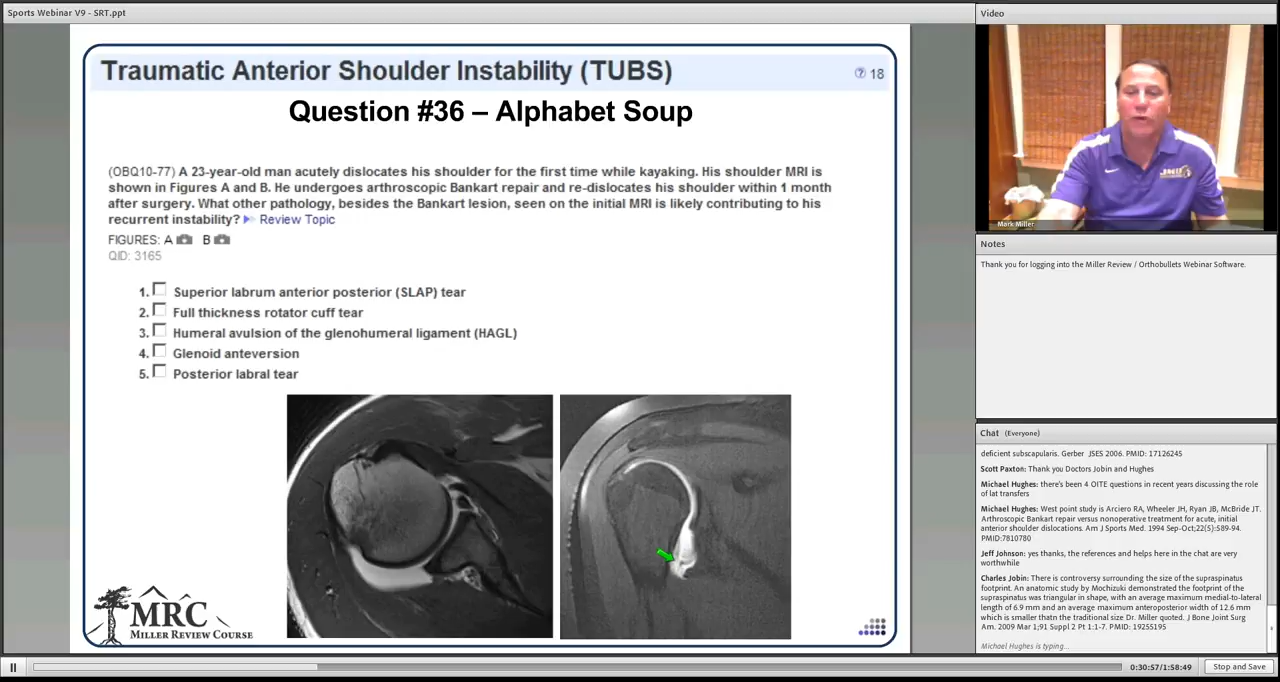 Sports Webinar V9 - SRT.ppt
Traumatic Anterior Shoulder Instability (TUBS)
18
Question #36 – Alphabet Soup
(OBQ10-77) A 23-year-old man acutely dislocates his shoulder for the first time while kayaking. His shoulder MRI is
shown in Figures A and B. He undergoes arthroscopic Bankart repair and re-dislocates his shoulder within 1 month
after surgery. What other pathology, besides the Bankart lesion, seen on the initial MRI is likely contributing to his
recurrent instability? Review Topic
FIGURES: A B
QID: 3165
1. Superior labrum anterior posterior (SLAP) tear
2. Full thickness rotator cuff tear
3. Humeral avulsion of the glenohumeral ligament (HAGL)
4. Glenoid anteversion
5. Posterior labral tear
MRC
MILLER REVIEW COURSE
Video
Mark Miller
Notes
Thank you for logging into the Miller Review / Orthobullets Webinar Software.
Chat (Everyone)
deficient subscapularis. Gerber JSES 2006. PMID: 17126245
Scott Paxton: Thank you Doctors Jobin and Hughes
Michael Hughes: there's been 4 OITE questions in recent years discussing the role
of lat transfers
Michael Hughes: West point study is Arciero RA, Wheeler JH, Ryan JB, McBride JT.
Arthroscopic Bankart repair versus nonoperative treatment for acute, initial
anterior shoulder dislocations. Am J Sports Med. 1994 Sep-Oct;22(5):589-94.
PMID:7810780
Jeff Johnson: yes thanks, the references and helps here in the chat are very
worthwhile
Charles Jobin: There is controversy surrounding the size of the supraspinatus
footprint. An anatomic study by Mochizuki demonstrated the footprint of the
supraspinatus was triangular in shape, with an average maximum medial-to-lateral
length of 6.9 mm and an average maximum anteroposterior width of 12.6 mm
which is smaller thatn the traditional size Dr. Miller quoted. J Bone Joint Surg
Am. 2009 Mar 1;91 Suppl 2 Pt 1:1-7. PMID: 19255195
Michael Hughes is typing...
0:30:57/1:58:49
Stop and Save